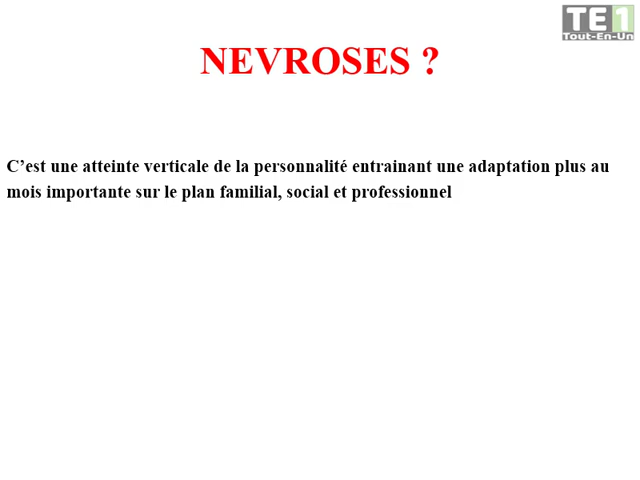 TE1
Tout-En-Un
NEVROSES ?
C’est une atteinte verticale de la personnalité entrainant une adaptation plus au
mois importante sur le plan familial, social et professionnel